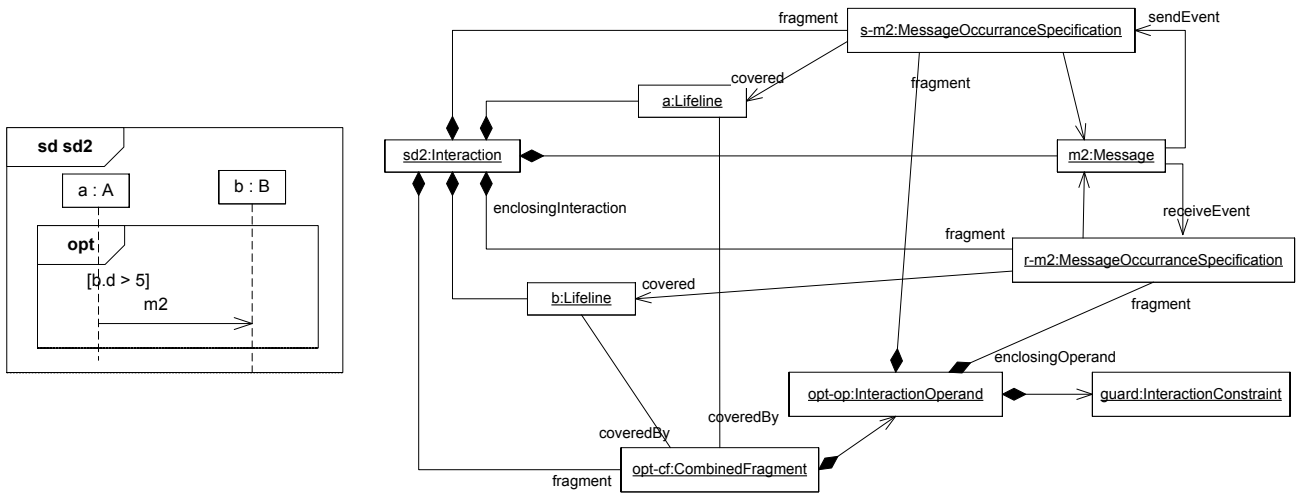 sd sd2
a : A
b : B
opt
[b.d > 5]
m2
fragment
s-m2:MessageOccurranceSpecification
sendEvent
covered
fragment
a:Lifeline
sd2:Interaction
m2:Message
enclosingInteraction
receiveEvent
fragment
r-m2:MessageOccurranceSpecification
covered
b:Lifeline
fragment
enclosingOperand
opt-op:InteractionOperand
guard:InteractionConstraint
coveredBy
coveredBy
opt-cf:CombinedFragment
fragment